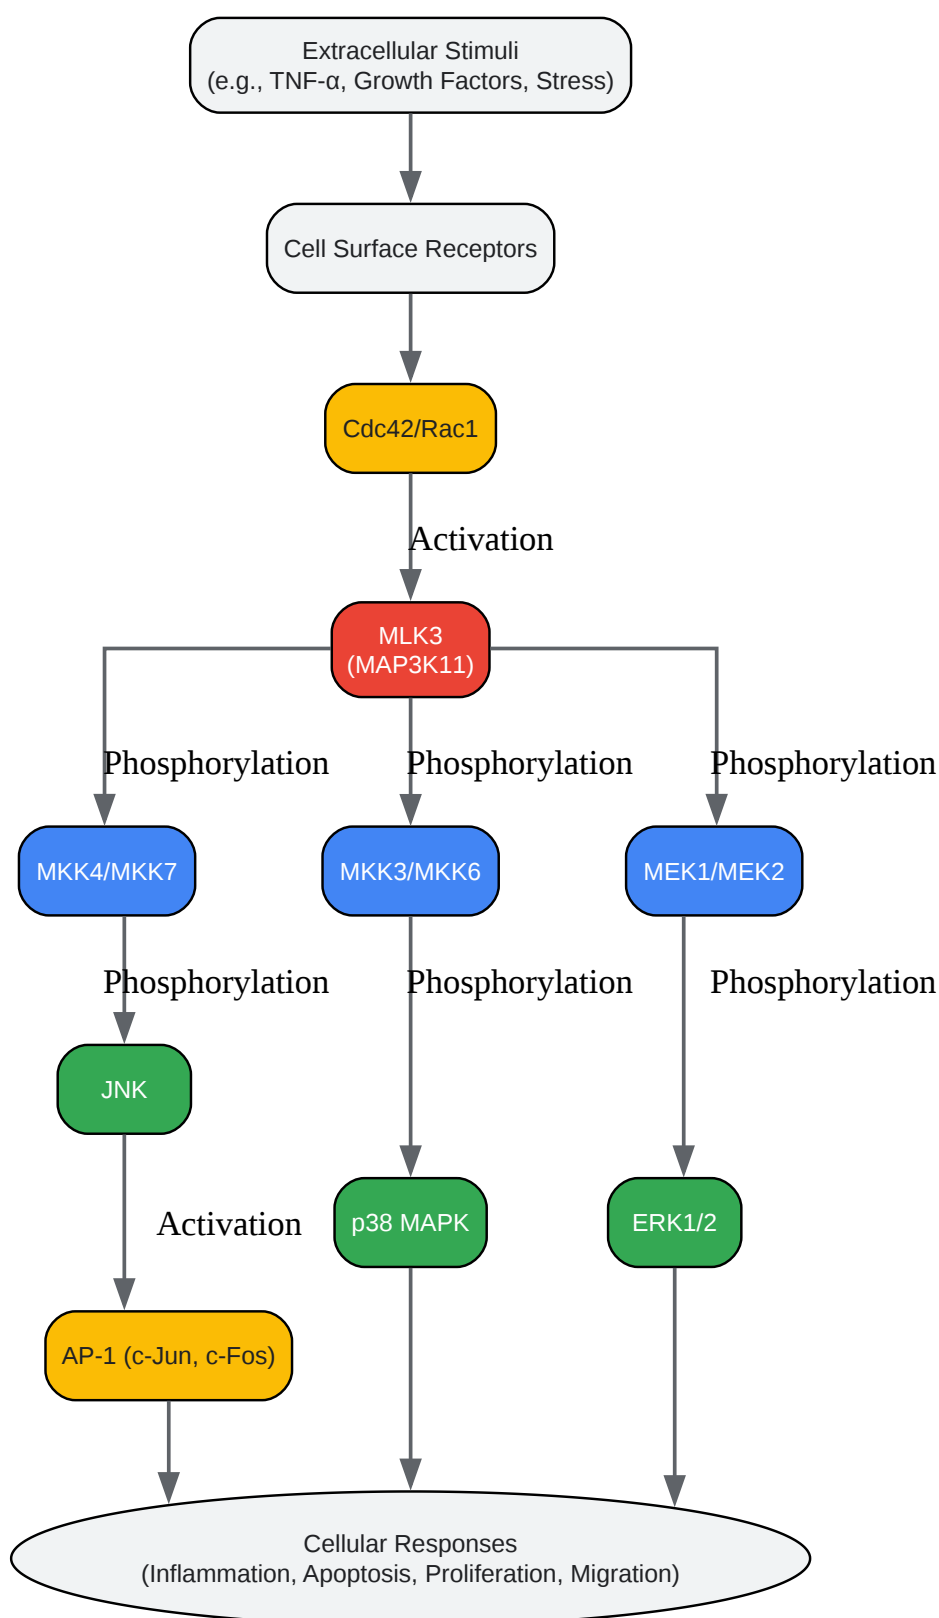 Extracellular Stimuli
(e.g., TNF-α, Growth Factors, Stress)
Cell Surface Receptors
Cdc42/Rac1
Activation
MLK3
(MAP3K11)
Phosphorylation
Phosphorylation
Phosphorylation
MKK4/MKK7
MKK3/MKK6
MEK1/MEK2
Phosphorylation
Phosphorylation
Phosphorylation
JNK
Activation
p38 MAPK
ERK1/2
AP-1 (c-Jun, c-Fos)
Cellular Responses
(Inflammation, Apoptosis, Proliferation, Migration)